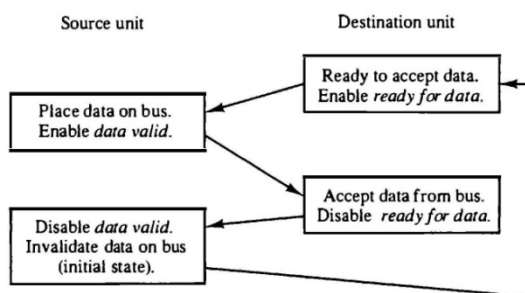 Source unit
Destination unit
Ready to accept data.
Enable ready for data.
Place data on bus.
Enable data valid.
Accept data from bus.
Disable ready for data.
Disable data valid.
Invalidate data on bus
(initial state).